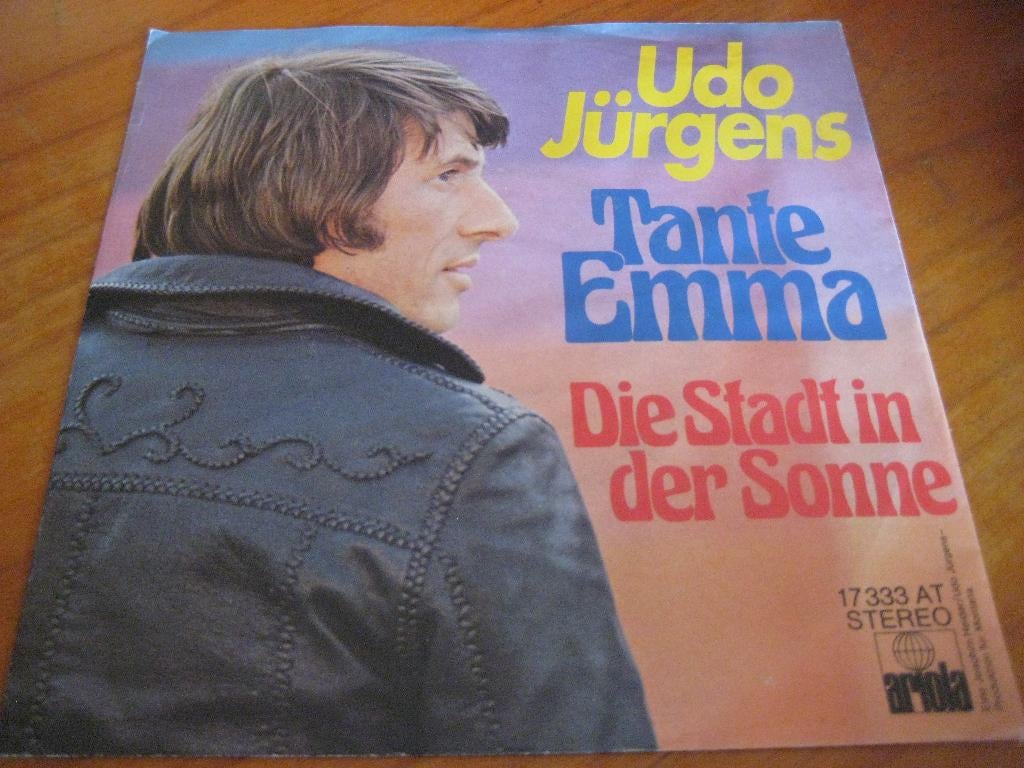 Udo
Jürgens
Tante
Emma
Die Stadt in
der Sonne
17 333 AT
STEREO
ariola